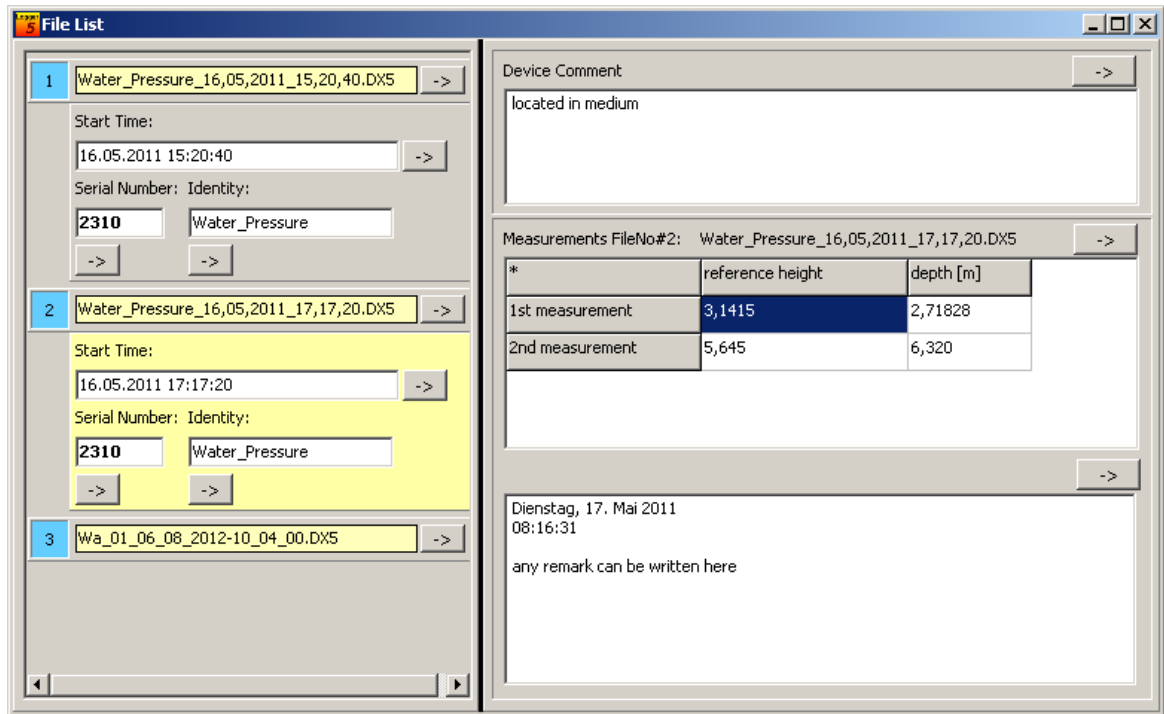 File List
1 Water_Pressure_16,05,2011_15,20,40.DX5 ->
Start Time:
16.05.2011 15:20:40 ->
Serial Number: Identity:
2310 Water_Pressure
-> ->
2 Water_Pressure_16,05,2011_17,17,20.DX5 ->
Start Time:
16.05.2011 17:17:20 ->
Serial Number: Identity:
2310 Water_Pressure
-> ->
3 Wa_01_06_08_2012-10_04_00.DX5 ->
Device Comment ->
located in medium
Measurements FileNo#2: Water_Pressure_16,05,2011_17,17,20.DX5 ->
* reference height depth [m]
1st measurement 3,1415 2,71828
2nd measurement 5,645 6,320
->
Dienstag, 17. Mai 2011
08:16:31
any remark can be written here